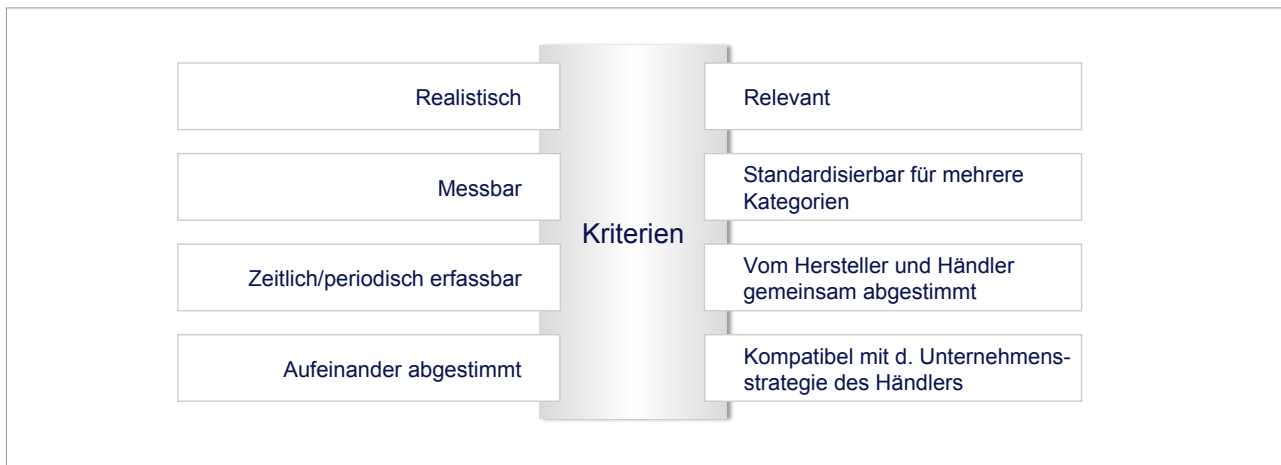 Realistisch
Relevant
Messbar
Standardisierbar für mehrere
Kategorien
Kriterien
Zeitlich/periodisch erfassbar
Vom Hersteller und Händler
gemeinsam abgestimmt
Aufeinander abgestimmt
Kompatibel mit d. Unternehmens-
strategie des Händlers